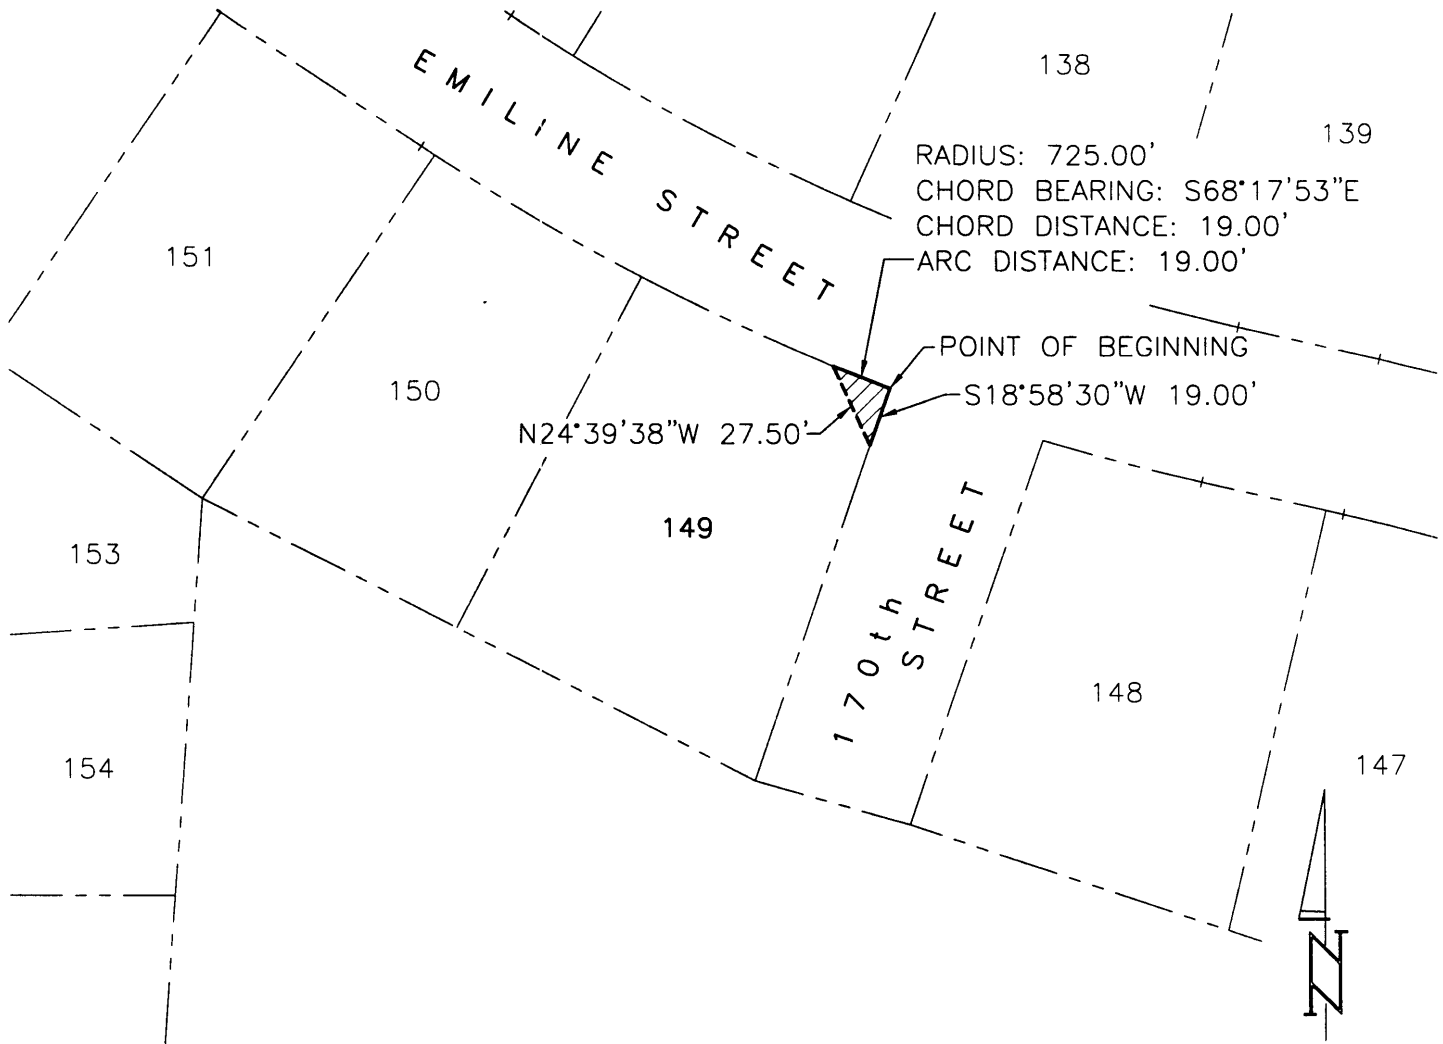 EMILINE STREET
138
139
RADIUS: 725.00'
CHORD BEARING: S68°17'53"E
CHORD DISTANCE: 19.00'
ARC DISTANCE: 19.00'
151
POINT OF BEGINNING
150
S18°58'30"W 19.00'
N24°39'38"W 27.50'
149
153
170th
STREET
148
154
147
N